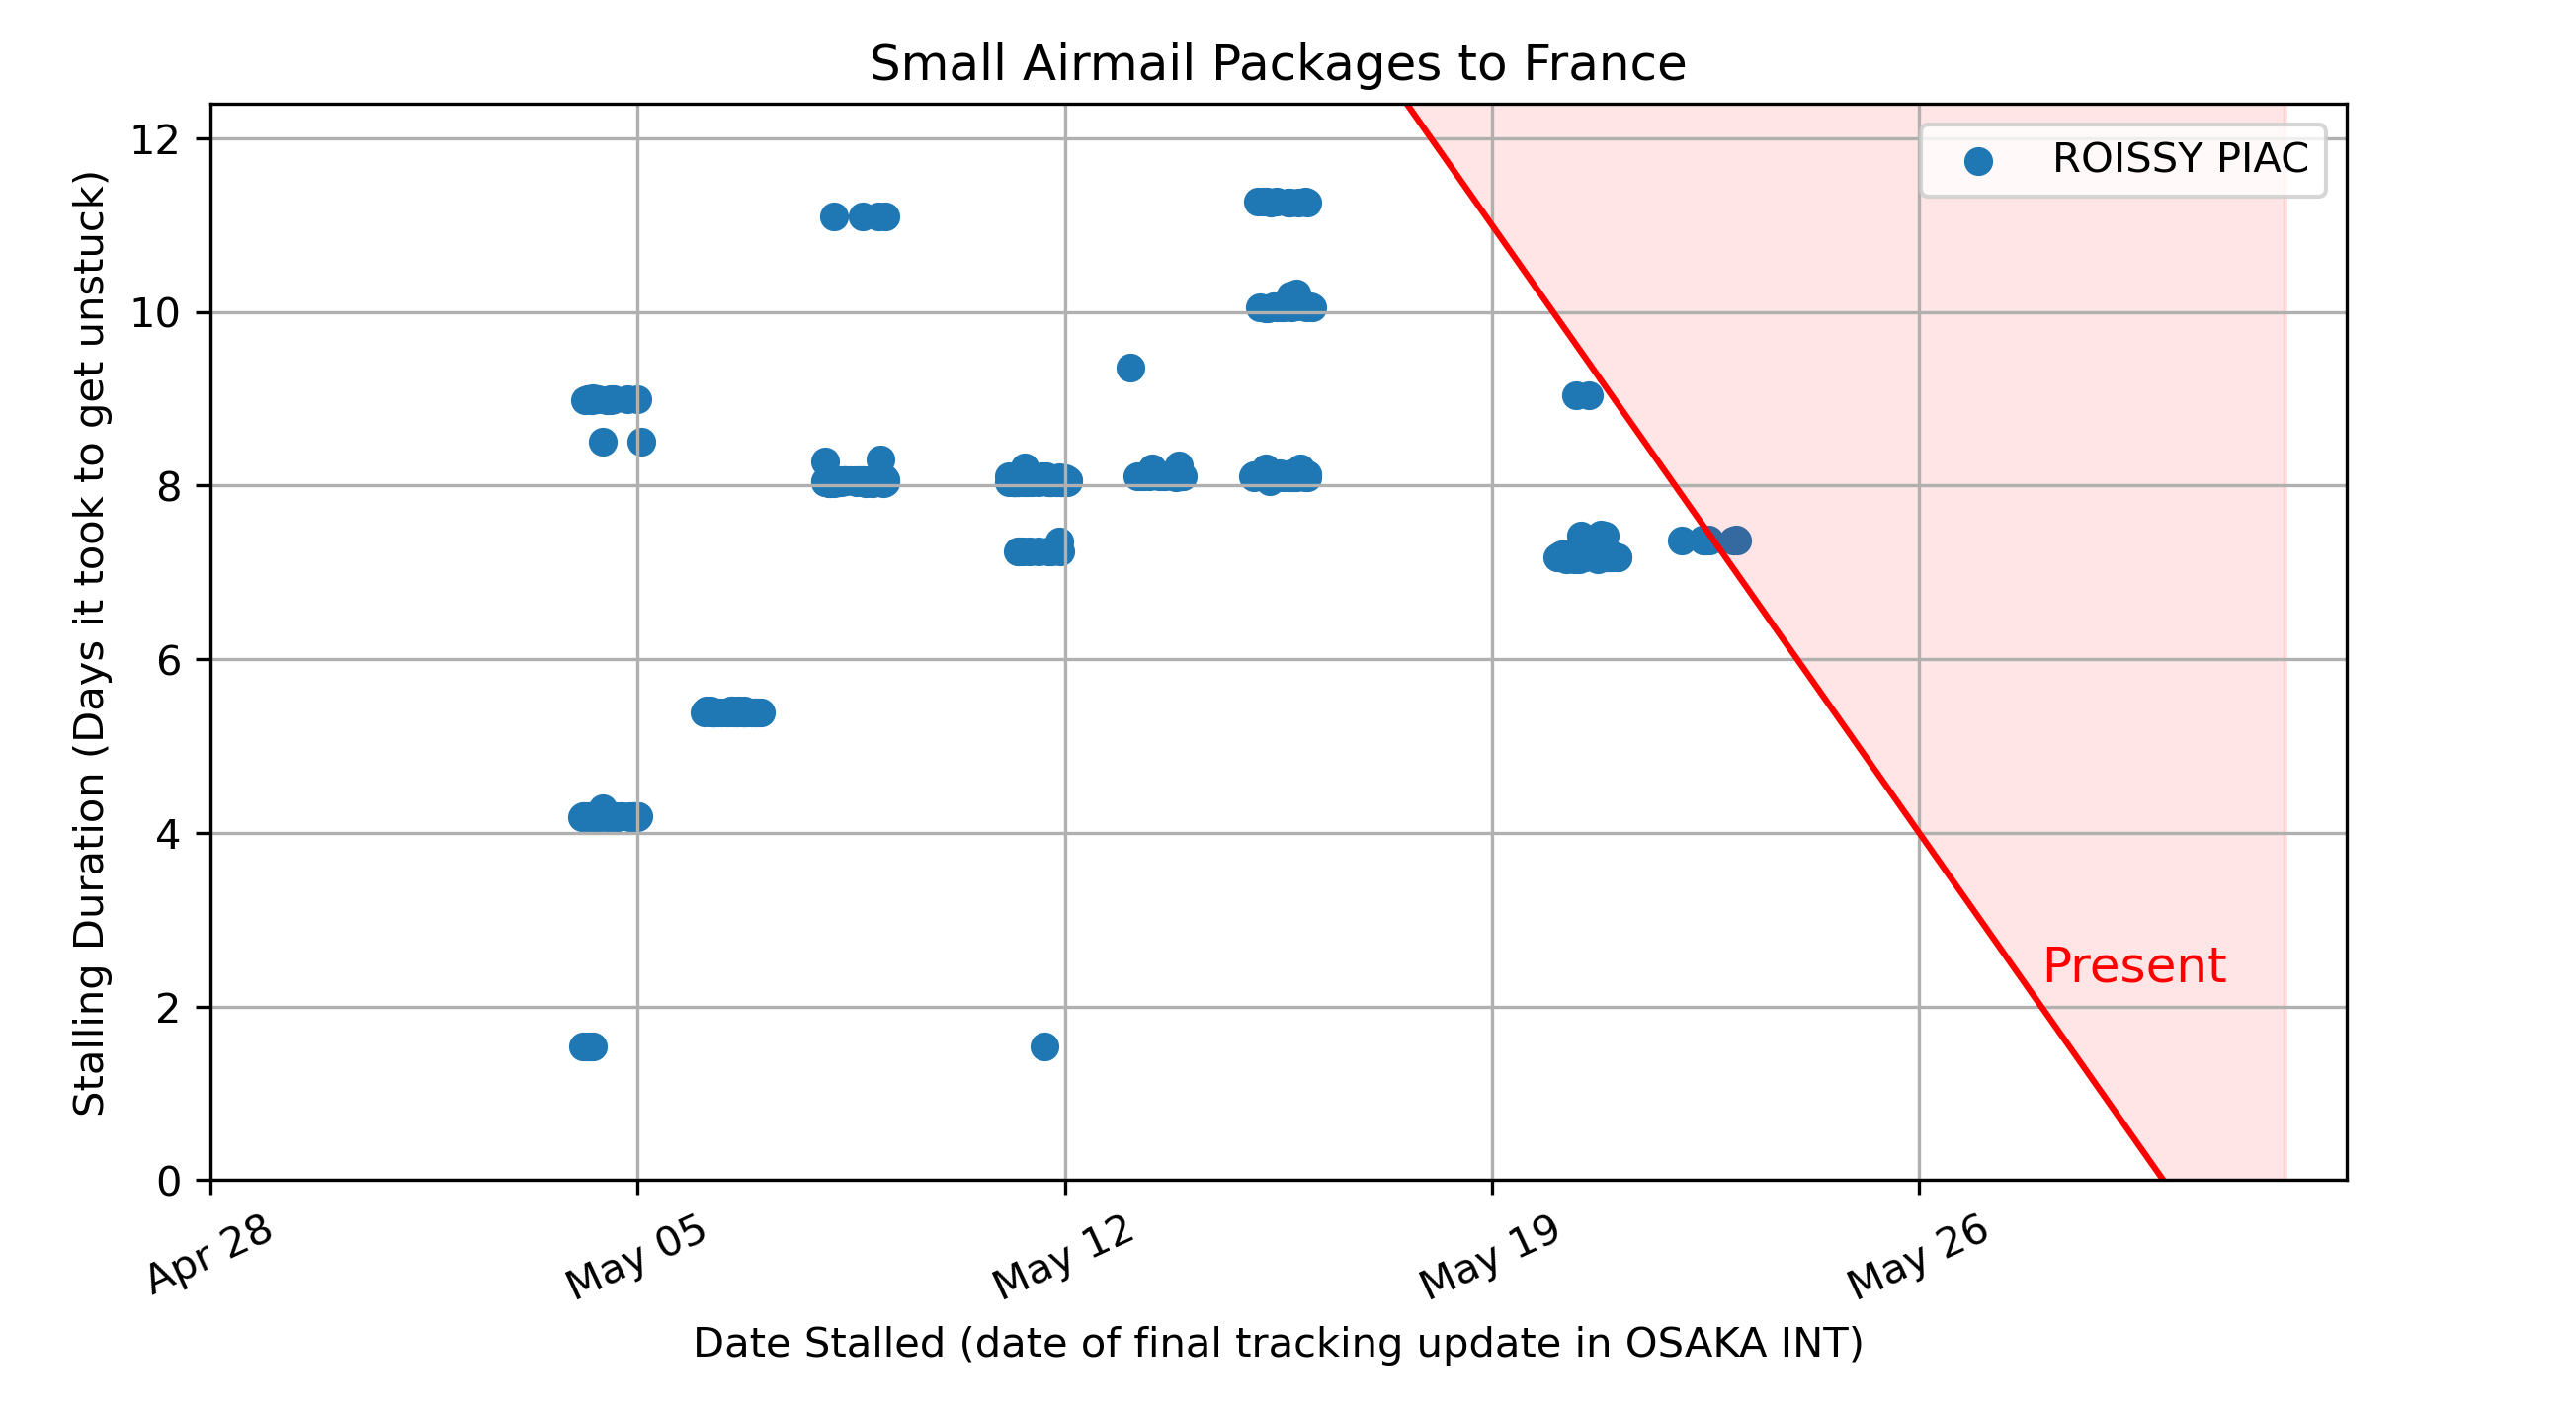 Small Airmail Packages to France
ROISSY PIAC
Stalling Duration (Days it took to get unstuck)
12
10
8
6
4
2
0
Present
Apr 28
May 05
May 12
May 19
May 26
Date Stalled (date of final tracking update in OSAKA INT)